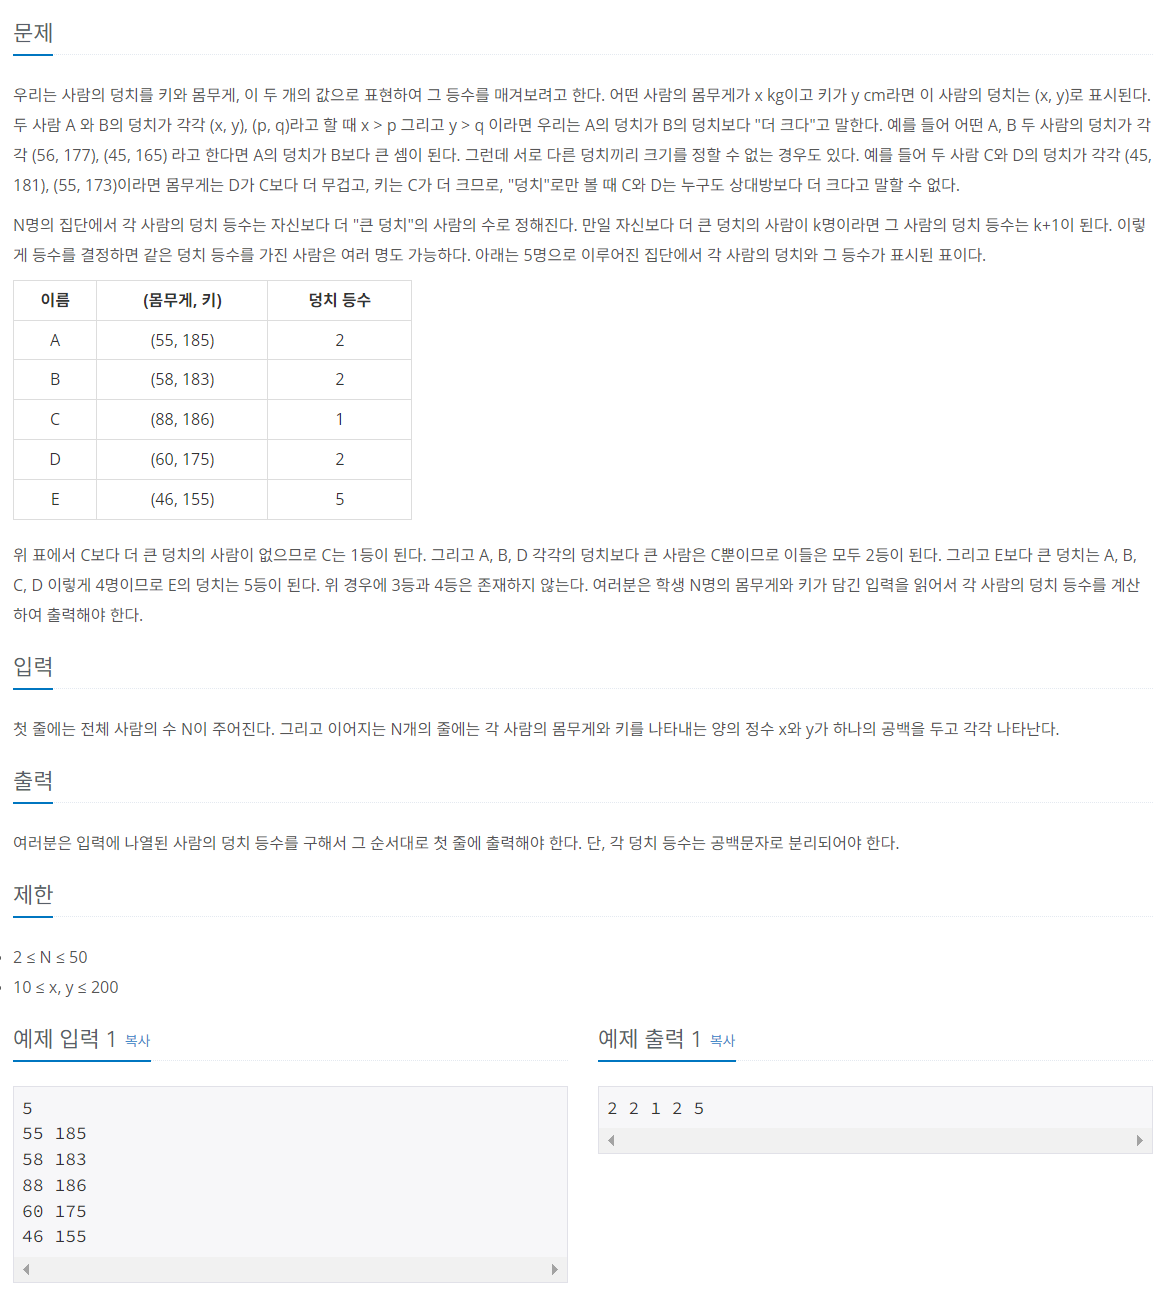 문제
우리는 사람의 덩치를 키와 몸무게, 이 두 개의 값으로 표현하여 그 등수를 매겨보려고 한다. 어떤 사람의 몸무게가 x kg이고 키가 y cm라면 이 사람의 덩치는 (x, y)로 표시된다.
두 사람 A 와 B의 덩치가 각각 (x, y), (p, q)라고 할 때 x > p 그리고 y > q 이라면 우리는 A의 덩치가 B의 덩치보다 "더 크다"고 말한다. 예를 들어 어떤 A, B 두 사람의 덩치가 각
각 (56, 177), (45, 165) 라고 한다면 A의 덩치가 B보다 큰 셈이 된다. 그런데 서로 다른 덩치끼리 크기를 정할 수 없는 경우도 있다. 예를 들어 두 사람 C와 D의 덩치가 각각 (45,
181), (55, 173)이라면 몸무게는 D가 C보다 더 무겁고, 키는 C가 더 크므로, "덩치"로만 볼 때 C와 D는 누구도 상대방보다 더 크다고 말할 수 없다.
N명의 집단에서 각 사람의 덩치 등수는 자신보다 더 "큰 덩치"의 사람의 수로 정해진다. 만일 자신보다 더 큰 덩치의 사람이 k명이라면 그 사람의 덩치 등수는 k+1이 된다. 이렇
게 등수를 결정하면 같은 덩치 등수를 가진 사람은 여러 명도 가능하다. 아래는 5명으로 이루어진 집단에서 각 사람의 덩치와 그 등수가 표시된 표이다.
이름 (몸무게, 키) 덩치 등수
A (55, 185) 2
B (58, 183) 2
C (88, 186) 1
D (60, 175) 2
E (46, 155) 5
위 표에서 C보다 더 큰 덩치의 사람이 없으므로 C는 1등이 된다. 그리고 A, B, D 각각의 덩치보다 큰 사람은 C뿐이므로 이들은 모두 2등이 된다. 그리고 E보다 큰 덩치는 A, B,
C, D 이렇게 4명이므로 E의 덩치는 5등이 된다. 위 경우에 3등과 4등은 존재하지 않는다. 여러분은 학생 N명의 몸무게와 키가 담긴 입력을 읽어서 각 사람의 덩치 등수를 계산
하여 출력해야 한다.
입력
첫 줄에는 전체 사람의 수 N이 주어진다. 그리고 이어지는 N개의 줄에는 각 사람의 몸무게와 키를 나타내는 양의 정수 x와 y가 하나의 공백을 두고 각각 나타난다.
출력
여러분은 입력에 나열된 사람의 덩치 등수를 구해서 그 순서대로 첫 줄에 출력해야 한다. 단, 각 덩치 등수는 공백문자로 분리되어야 한다.
제한
2 ≤ N ≤ 50
10 ≤ x, y ≤ 200
예제 입력 1 복사
5
55 185
58 183
88 186
60 175
46 155
예제 출력 1 복사
2 2 1 2 5